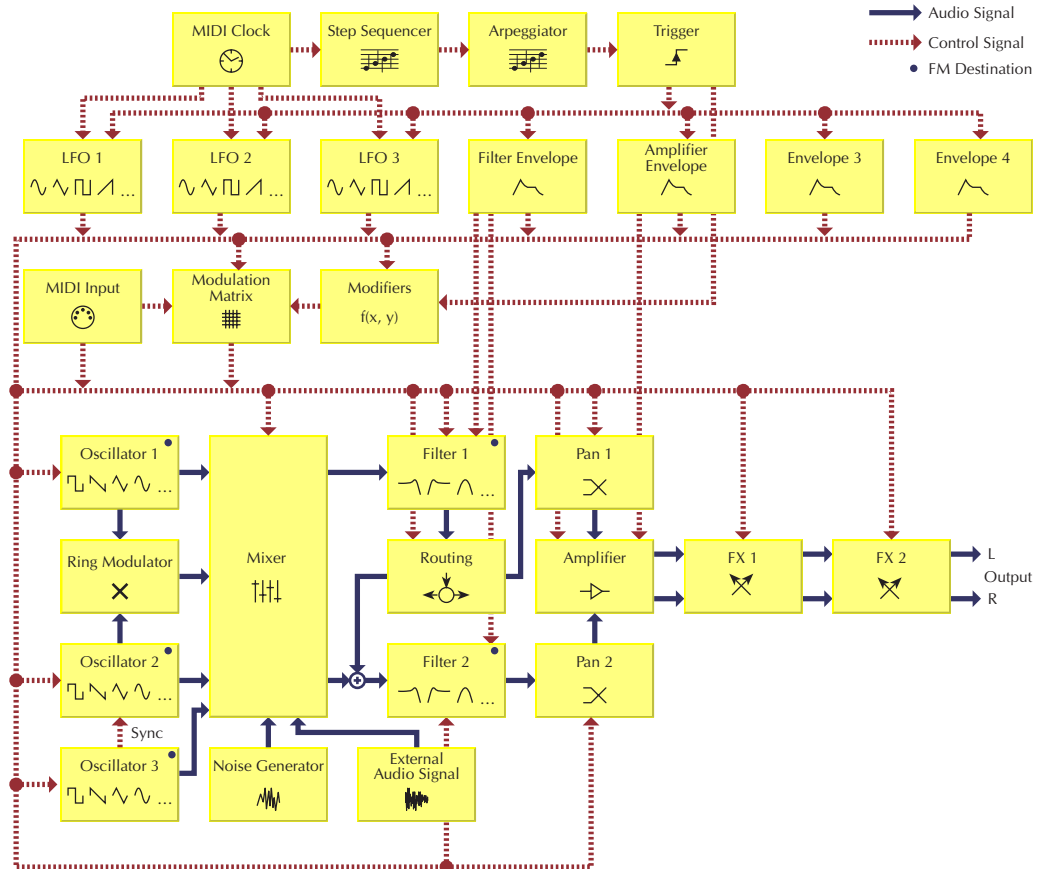 MIDI Clock
Step Sequencer
Arpeggiator
Trigger
Audio Signal
Control Signal
FM Destination
LFO 1
...
LFO 2
...
LFO 3
...
Filter Envelope
Amplifier
Envelope
Envelope 3
Envelope 4
MIDI Input
Modulation
Matrix
Modifiers
f(x, y)
Oscillator 1
...
Mixer
Filter 1
...
Pan 1
Ring Modulator
Routing
Amplifier
FX 1
FX 2
L
Output
R
Oscillator 2
...
Filter 2
...
Pan 2
Sync
Oscillator 3
...
Noise Generator
External
Audio Signal